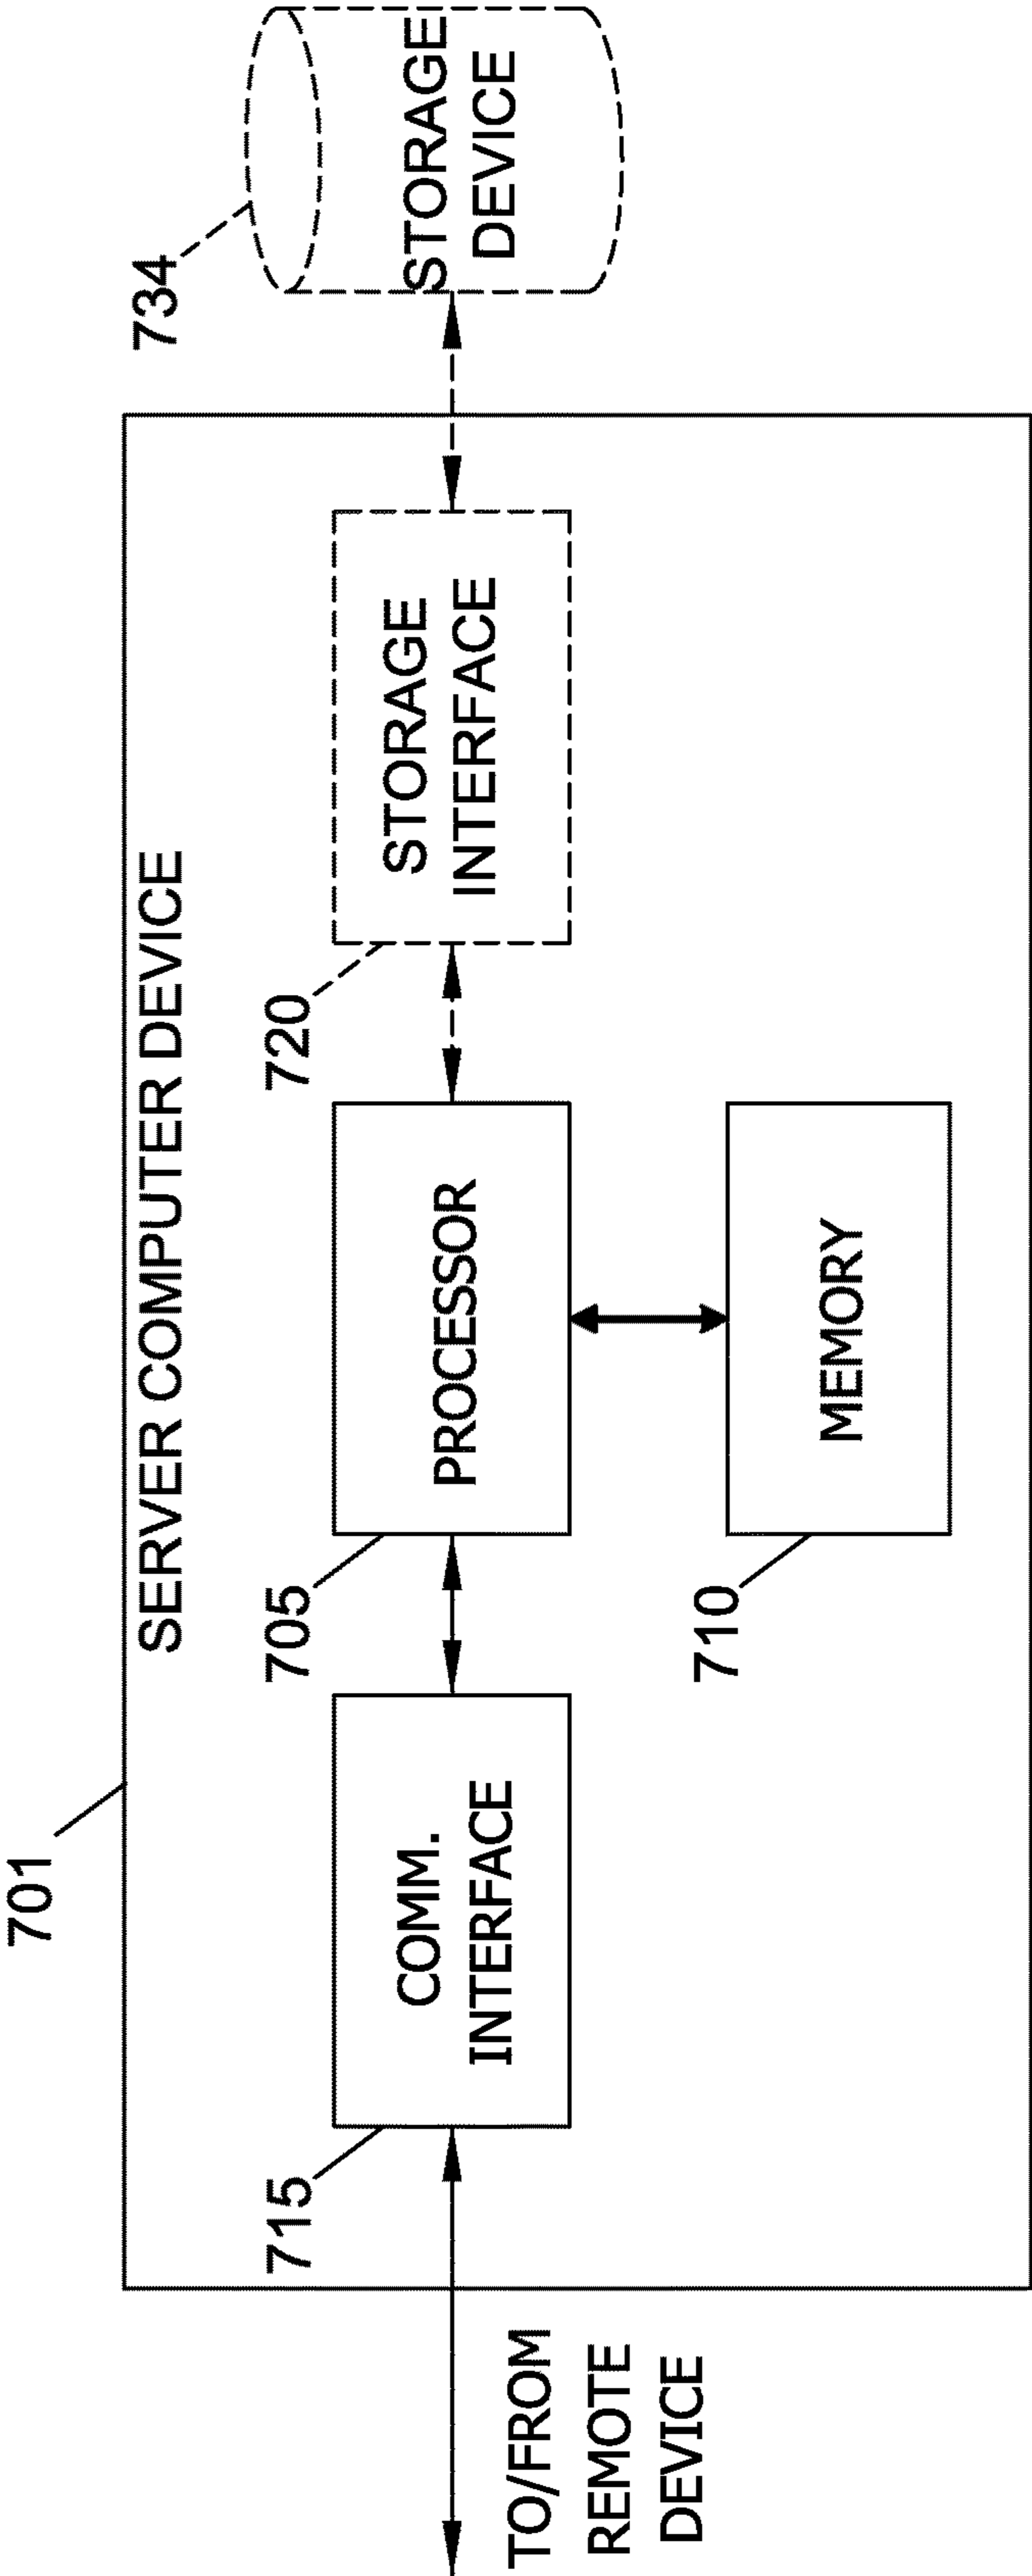 701
SERVER COMPUTER DEVICE
734
715
705
720
COMM.
INTERFACE
PROCESSOR
STORAGE
INTERFACE
STORAGE
DEVICE
TO/FROM
REMOTE
DEVICE
710
MEMORY